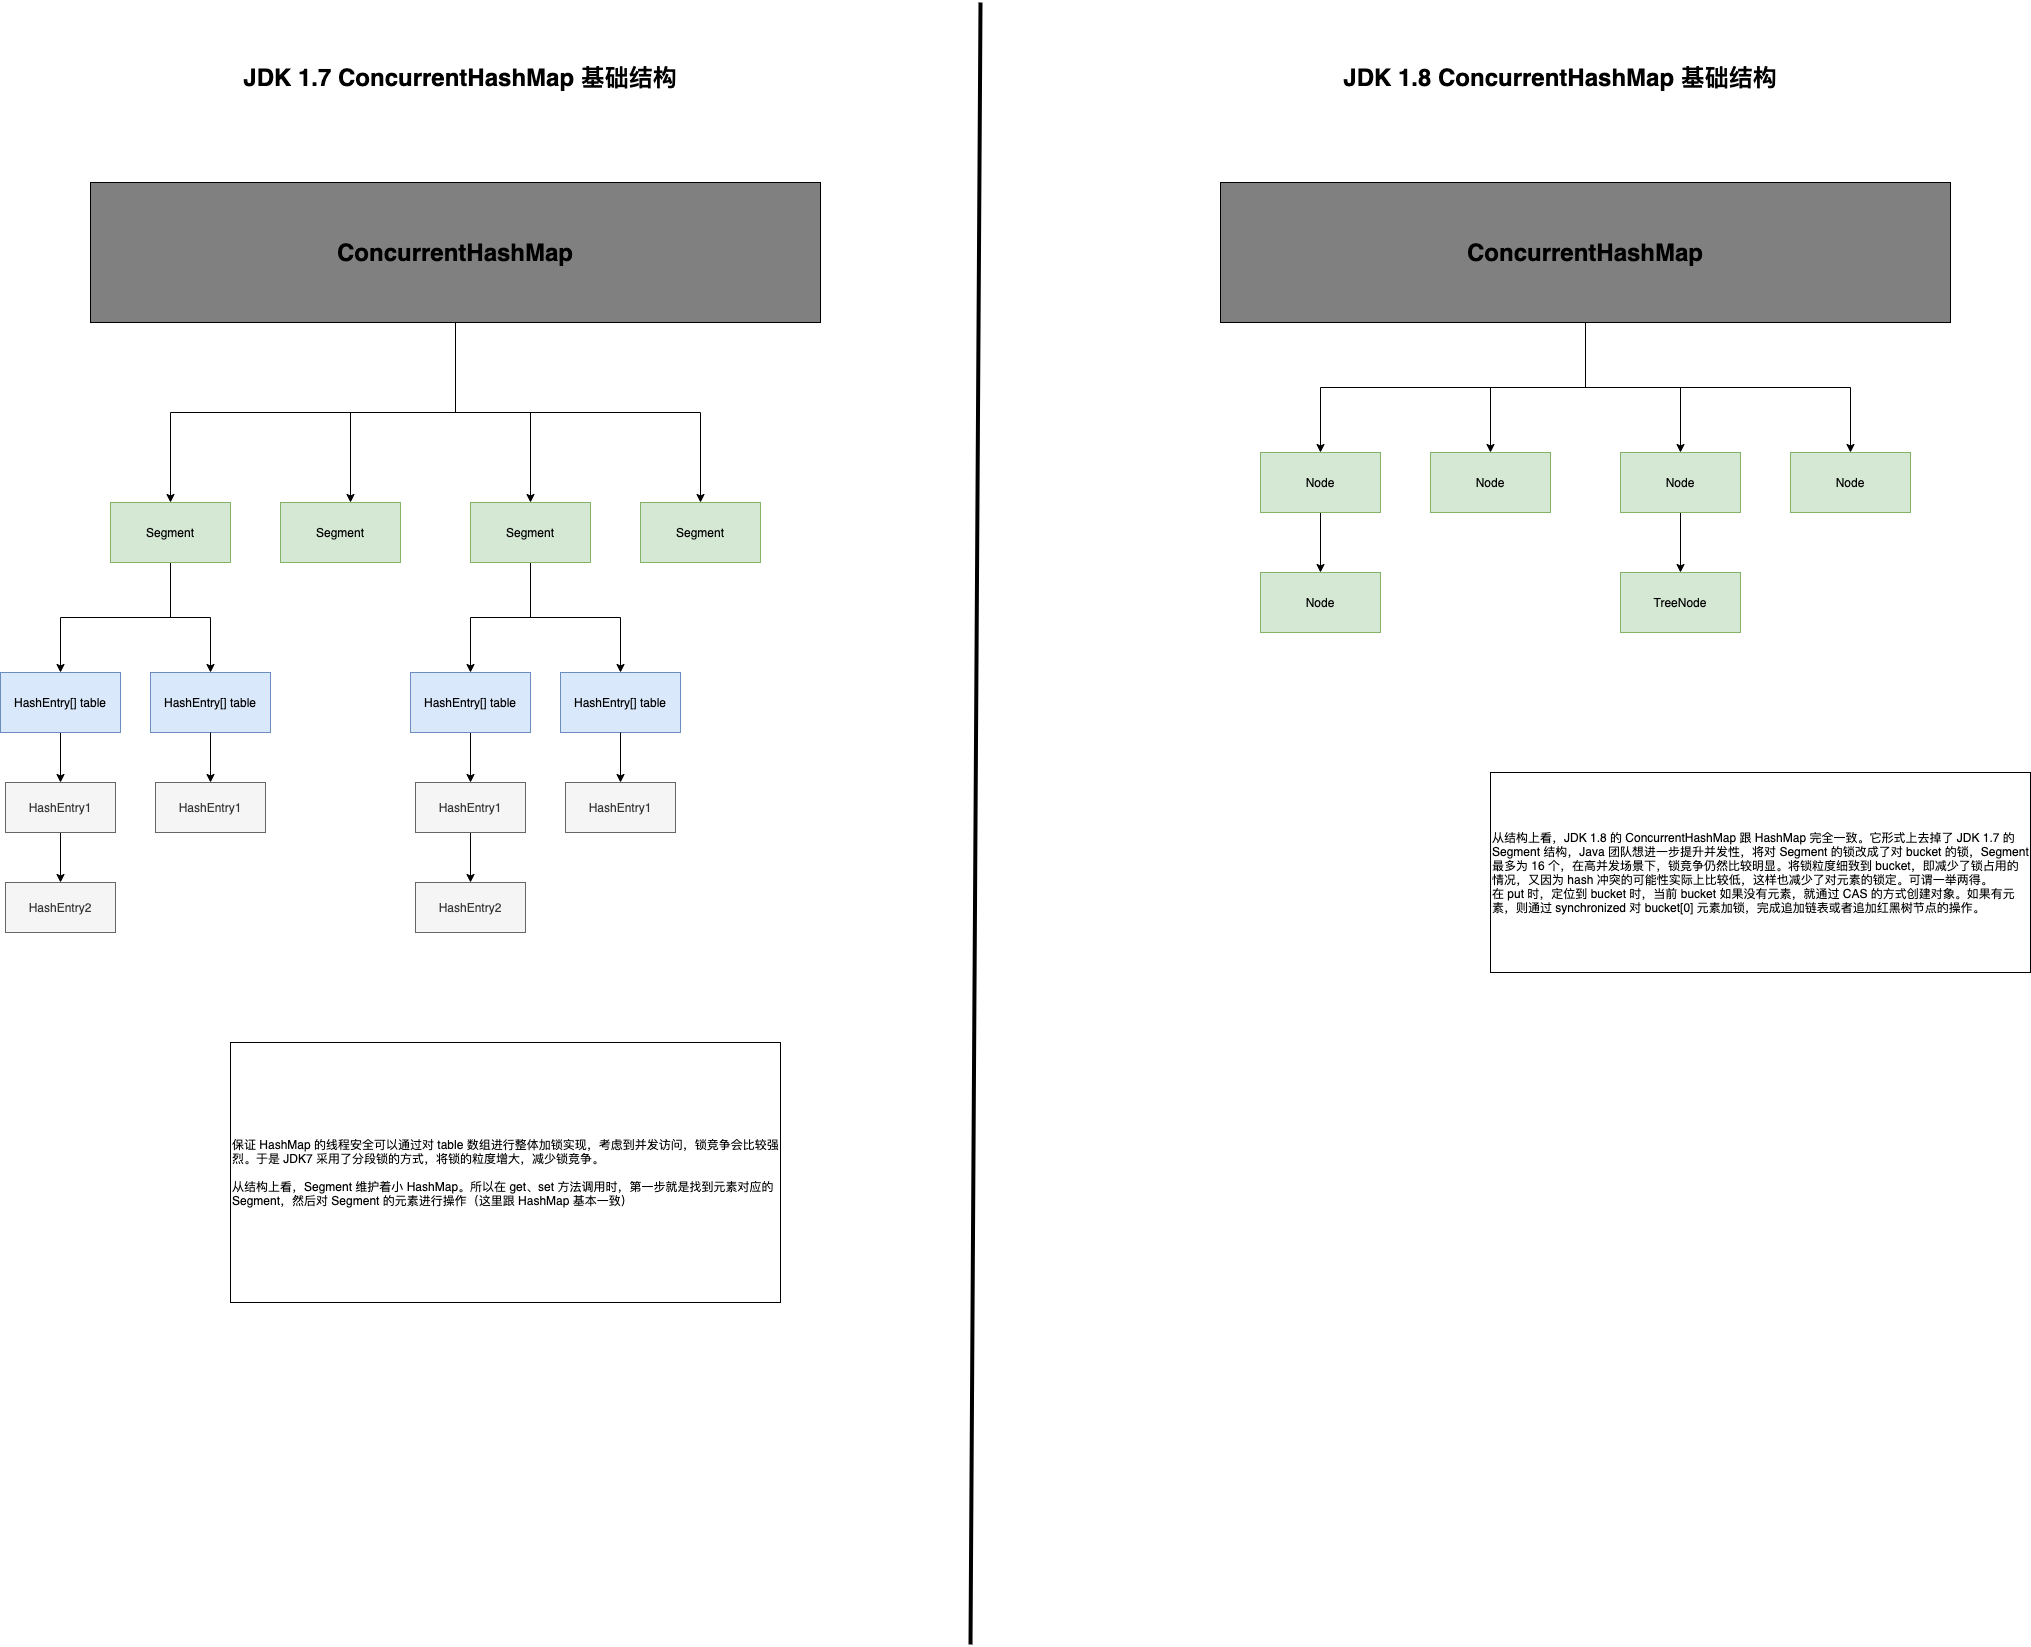 JDK 1.7 ConcurrentHashMap 基础结构
ConcurrentHashMap
Segment
Segment
Segment
Segment
HashEntry[] table
HashEntry[] table
HashEntry[] table
HashEntry[] table
HashEntry1
HashEntry1
HashEntry1
HashEntry1
HashEntry2
HashEntry2
保证 HashMap 的线程安全可以通过对 table 数组进行整体加锁实现，考虑到并发访问，锁竞争会比较强
烈。于是 JDK7 采用了分段锁的方式，将锁的粒度增大，减少锁竞争。
从结构上看，Segment 维护着小 HashMap。所以在 get、set 方法调用时，第一步就是找到元素对应的
Segment，然后对 Segment 的元素进行操作（这里跟 HashMap 基本一致）
JDK 1.8 ConcurrentHashMap 基础结构
ConcurrentHashMap
Node
Node
Node
Node
Node
TreeNode
从结构上看，JDK 1.8 的 ConcurrentHashMap 跟 HashMap 完全一致。它形式上去掉了 JDK 1.7 的
Segment 结构，Java 团队想进一步提升并发性，将对 Segment 的锁改成了对 bucket 的锁，Segment
最多为 16 个，在高并发场景下，锁竞争仍然比较明显。将锁粒度细致到 bucket，即减少了锁占用的
情况，又因为 hash 冲突的可能性实际上比较低，这样也减少了对元素的锁定。可谓一举两得。
在 put 时，定位到 bucket 时，当前 bucket 如果没有元素，就通过 CAS 的方式创建对象。如果有元
素，则通过 synchronized 对 bucket[0] 元素加锁，完成追加链表或者追加红黑树节点的操作。